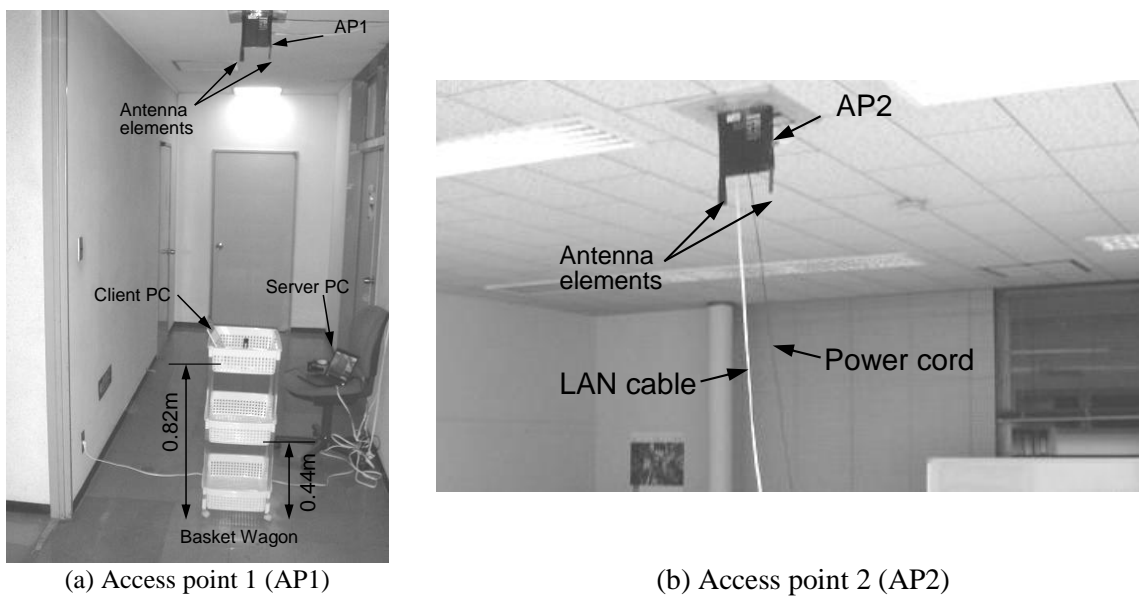 AP1
Antenna
elements
Client PC
Server PC
0.82m
0.44m
Basket Wagon
(a) Access point 1 (AP1)
AP2
Antenna
elements
LAN cable
Power cord
(b) Access point 2 (AP2)